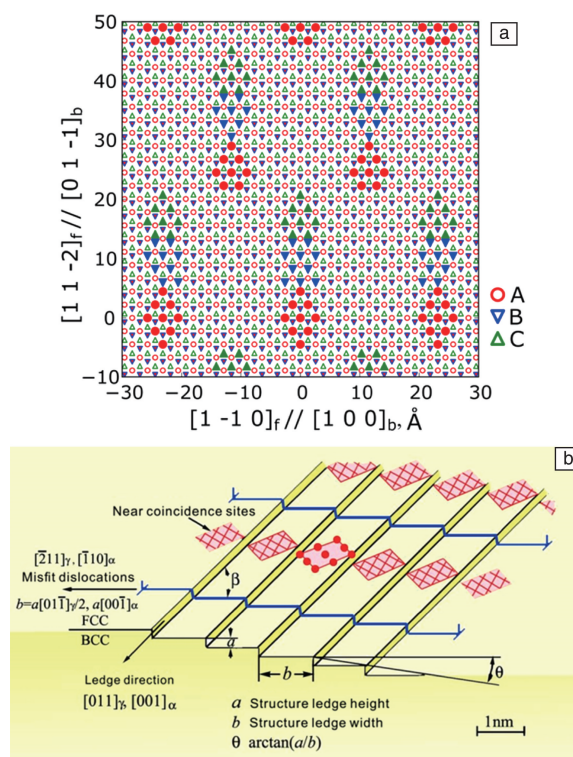 a
50
40
30
20
10
0
−10
−30
−20
−10
0
10
20
30
[1 1 -2]f // [0 1 -1]b
[1 -1 0]f // [1 0 0]b, Å
A
B
C
b
Near coincidence sites
[2̄11]γ, [1̄10]α
Misfit dislocations
b=a[011̄]γ/2, a[001̄]α
FCC
BCC
β
a
b
θ
Ledge direction
[011]γ, [001]α
a Structure ledge height
b Structure ledge width
θ arctan(a/b)
1nm